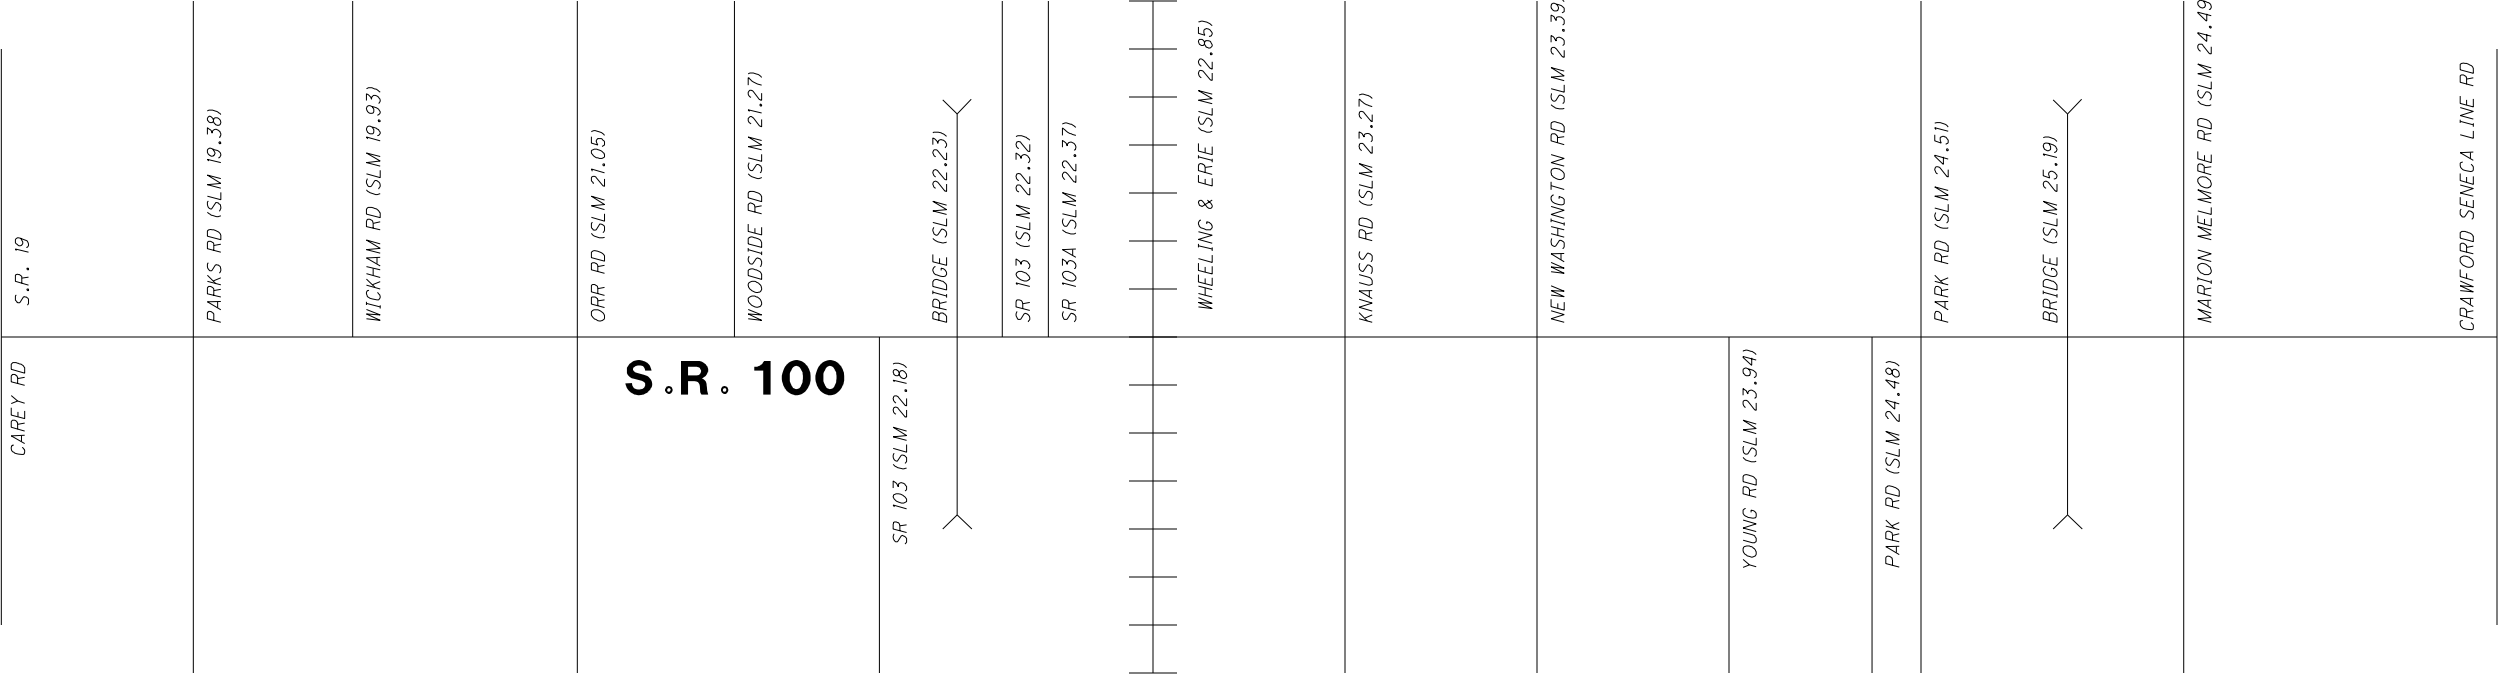 S.R. 19
CAREY RD
PARKS RD (SLM 19.38)
WICKHAM RD (SLM 19.93)
ORR RD (SLM 21.05)
S.R. 100
WOODSIDE RD (SLM 21.27)
SR 103 (SLM 22.18)
BRIDGE (SLM 22.23)
SR 103 (SLM 22.32)
SR 103A (SLM 22.37)
WHEELING & ERIE (SLM 22.85)
KNAUSS RD (SLM 23.27)
NEW WASHINGTON RD (SLM 23.39)
YOUNG RD (SLM 23.94)
PARK RD (SLM 24.48)
PARK RD (SLM 24.51)
BRIDGE (SLM 25.19)
MARION MELMORE RD (SLM 24.49
CRAWFORD SENECA LINE RD